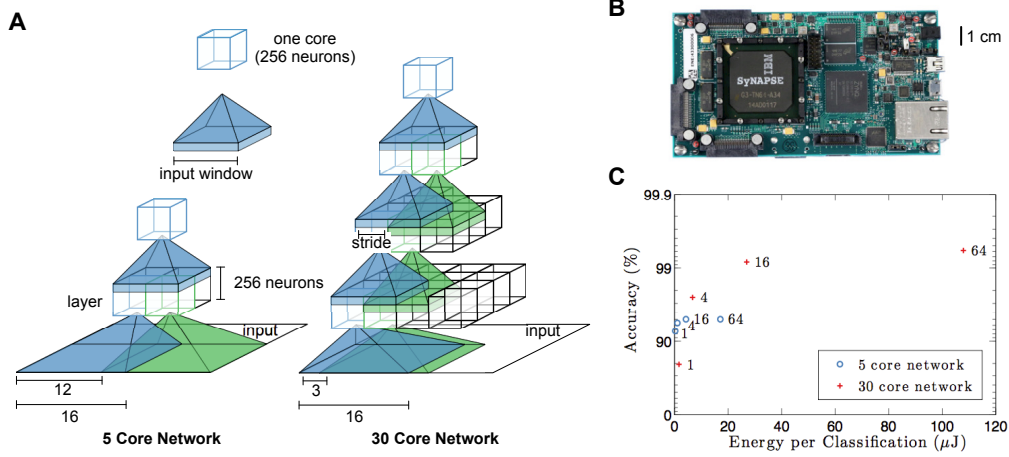 A
one core
(256 neurons)
input window
layer
256 neurons
input
12
16
5 Core Network
stride
input
3
16
30 Core Network
B
IBM
SyNAPSE
1 cm
C
99.9
99
90
0
Accuracy (%)
0
20
40
60
80
100
120
Energy per Classification (μJ)
1
4
16
64
1
4
16
64
5 core network
30 core network